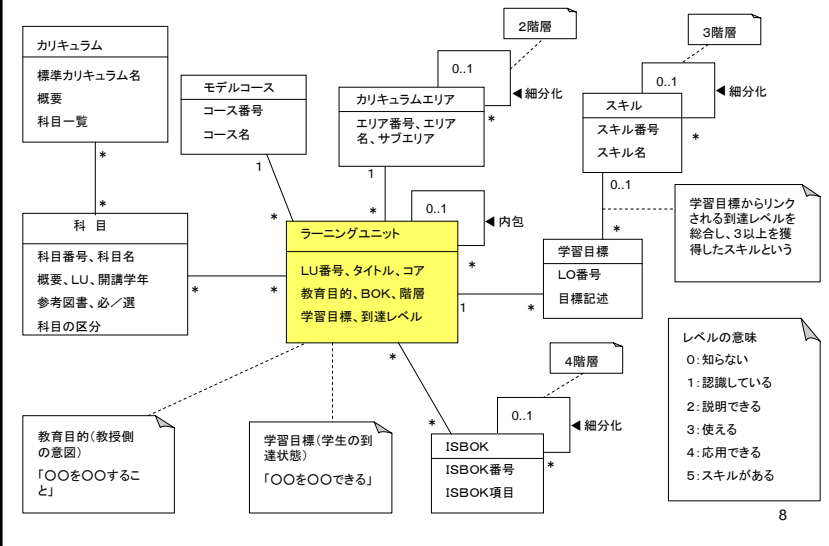 カリキュラム
標準カリキュラム名
概要
科目一覧
*
*
モデルコース
コース番号
コース名
1
*
2階層
0..1
◀細分化
*
カリキュラムエリア
エリア番号、エリア
名、サブエリア
1
*
3階層
0..1
◀細分化
*
スキル
スキル番号
スキル名
0..1
*
学習目標からリンク
される到達レベルを
総合し、3以上を獲
得したスキルという
科 目
科目番号、科目名
概要、LU、開講学年
参考図書、必/選
科目の区分
*
*
0..1
◀内包
*
ラーニングユニット
LU番号、タイトル、コア
教育目的、BOK、階層
学習目標、到達レベル
1
*
学習目標
LO番号
目標記述
*
*
4階層
0..1
◀細分化
*
ISBOK
ISBOK番号
ISBOK項目
教育目的(教授側
の意図)
「〇〇を〇〇するこ
と」
学習目標(学生の到
達状態)
「〇〇を〇〇できる」
レベルの意味
0:知らない
1:認識している
2:説明できる
3:使える
4:応用できる
5:スキルがある
8